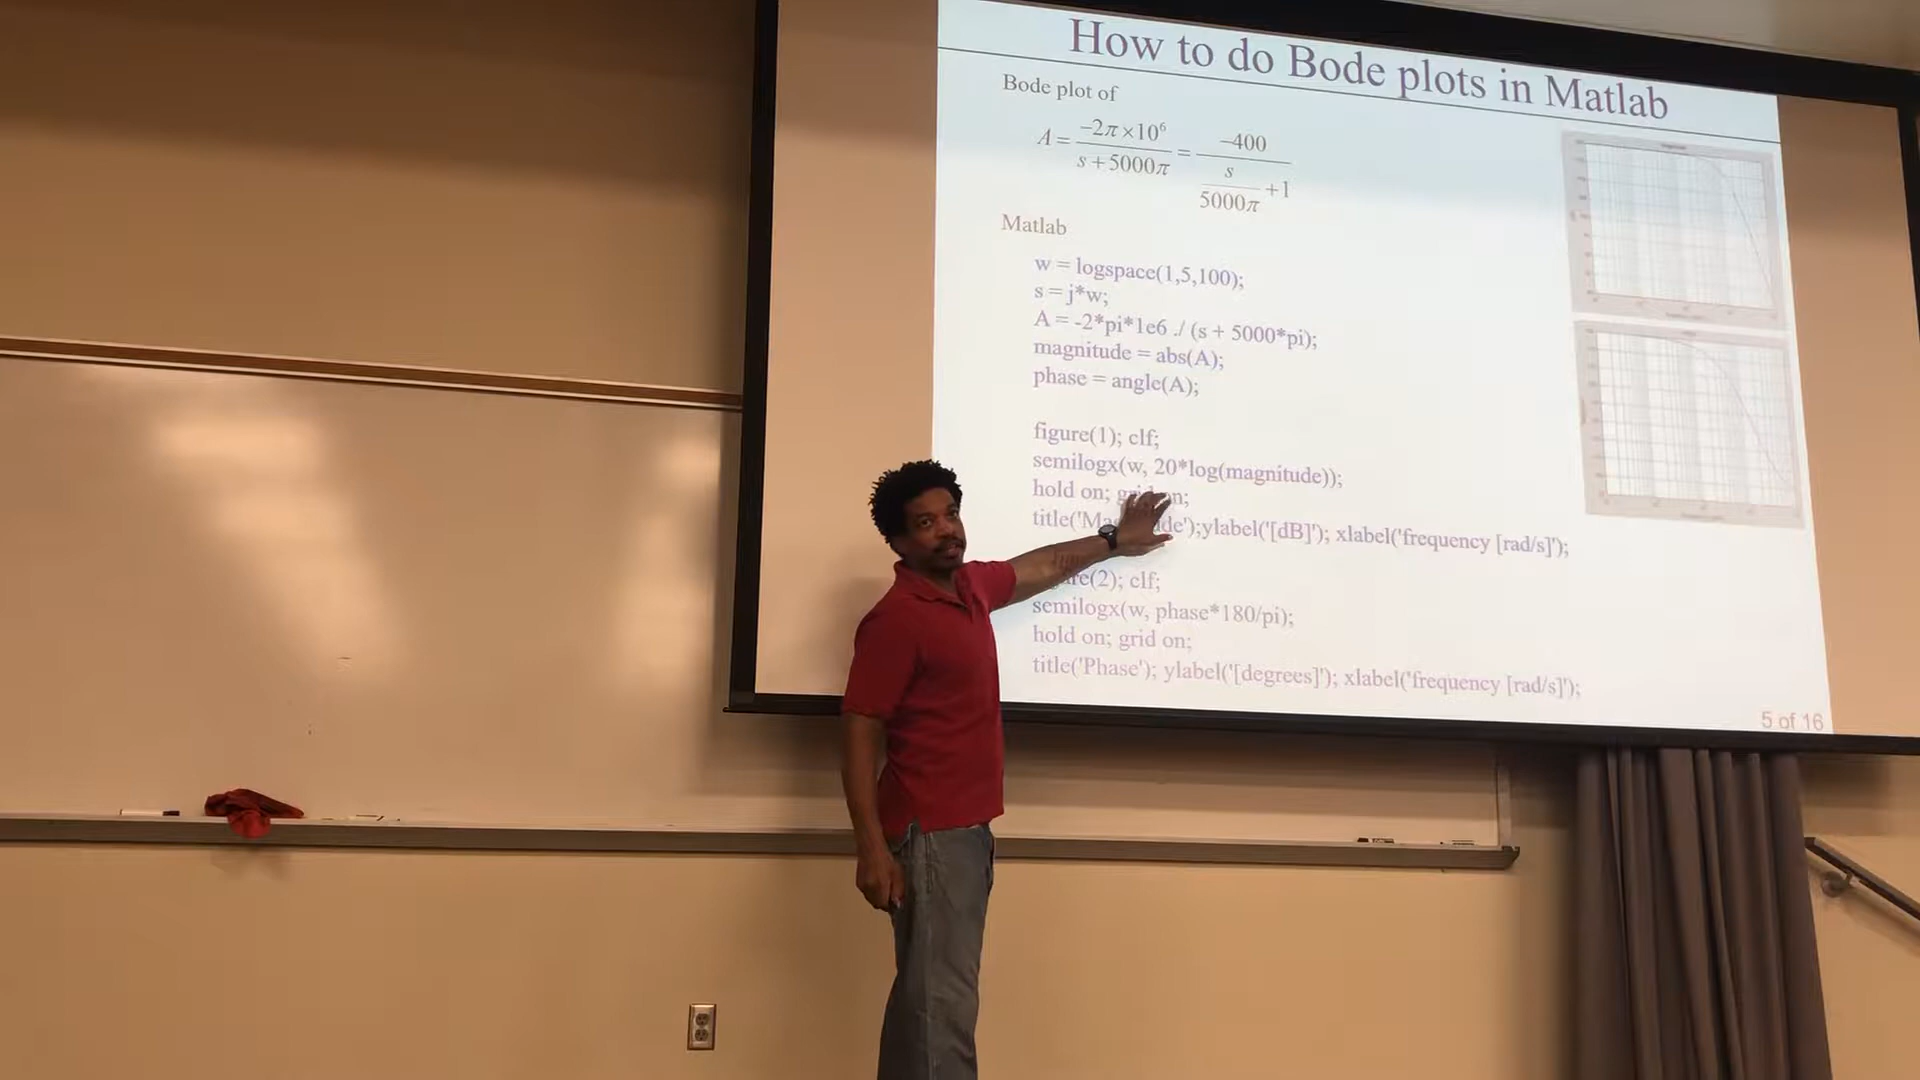 How to do Bode plots in Matlab
Bode plot of
A = −2π×10⁶ / s + 5000π = −400 / s / 5000π + 1
Matlab
w = logspace(1,5,100);
s = j*w;
A = -2*pi*1e6 ./ (s + 5000*pi);
magnitude = abs(A);
phase = angle(A);
figure(1); clf;
semilogx(w, 20*log(magnitude));
hold on; on;
ylabel('[dB]'); xlabel('frequency [rad/s]');
(2); clf;
semilogx(w, phase*180/pi);
hold on; grid on;
title('Phase'); ylabel('[degrees]'); xlabel('frequency [rad/s]');
5 of 16